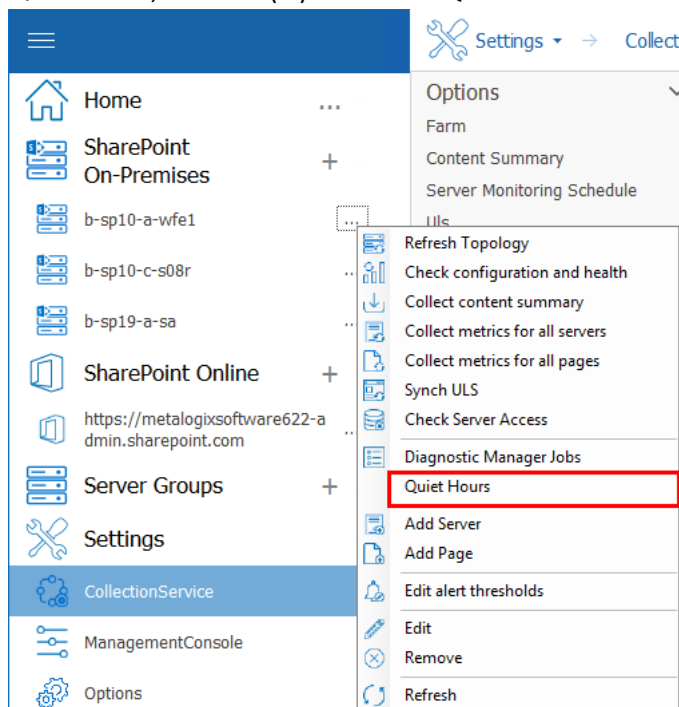 Settings → Collect
Home ...
Options
Farm
SharePoint
On-Premises +
Content Summary
Server Monitoring Schedule
b-sp10-a-wfe1 ...
Uls
Refresh Topology
b-sp10-c-s08r
Check configuration and health
Collect content summary
b-sp19-a-sa
Collect metrics for all servers
Collect metrics for all pages
SharePoint Online +
Synch ULS
https://metalogixsoftware622-a
dmin.sharepoint.com
Check Server Access
Diagnostic Manager Jobs
Server Groups +
Quiet Hours
Add Server
Settings
Add Page
CollectionService
Edit alert thresholds
Edit
ManagementConsole
Remove
Options
Refresh